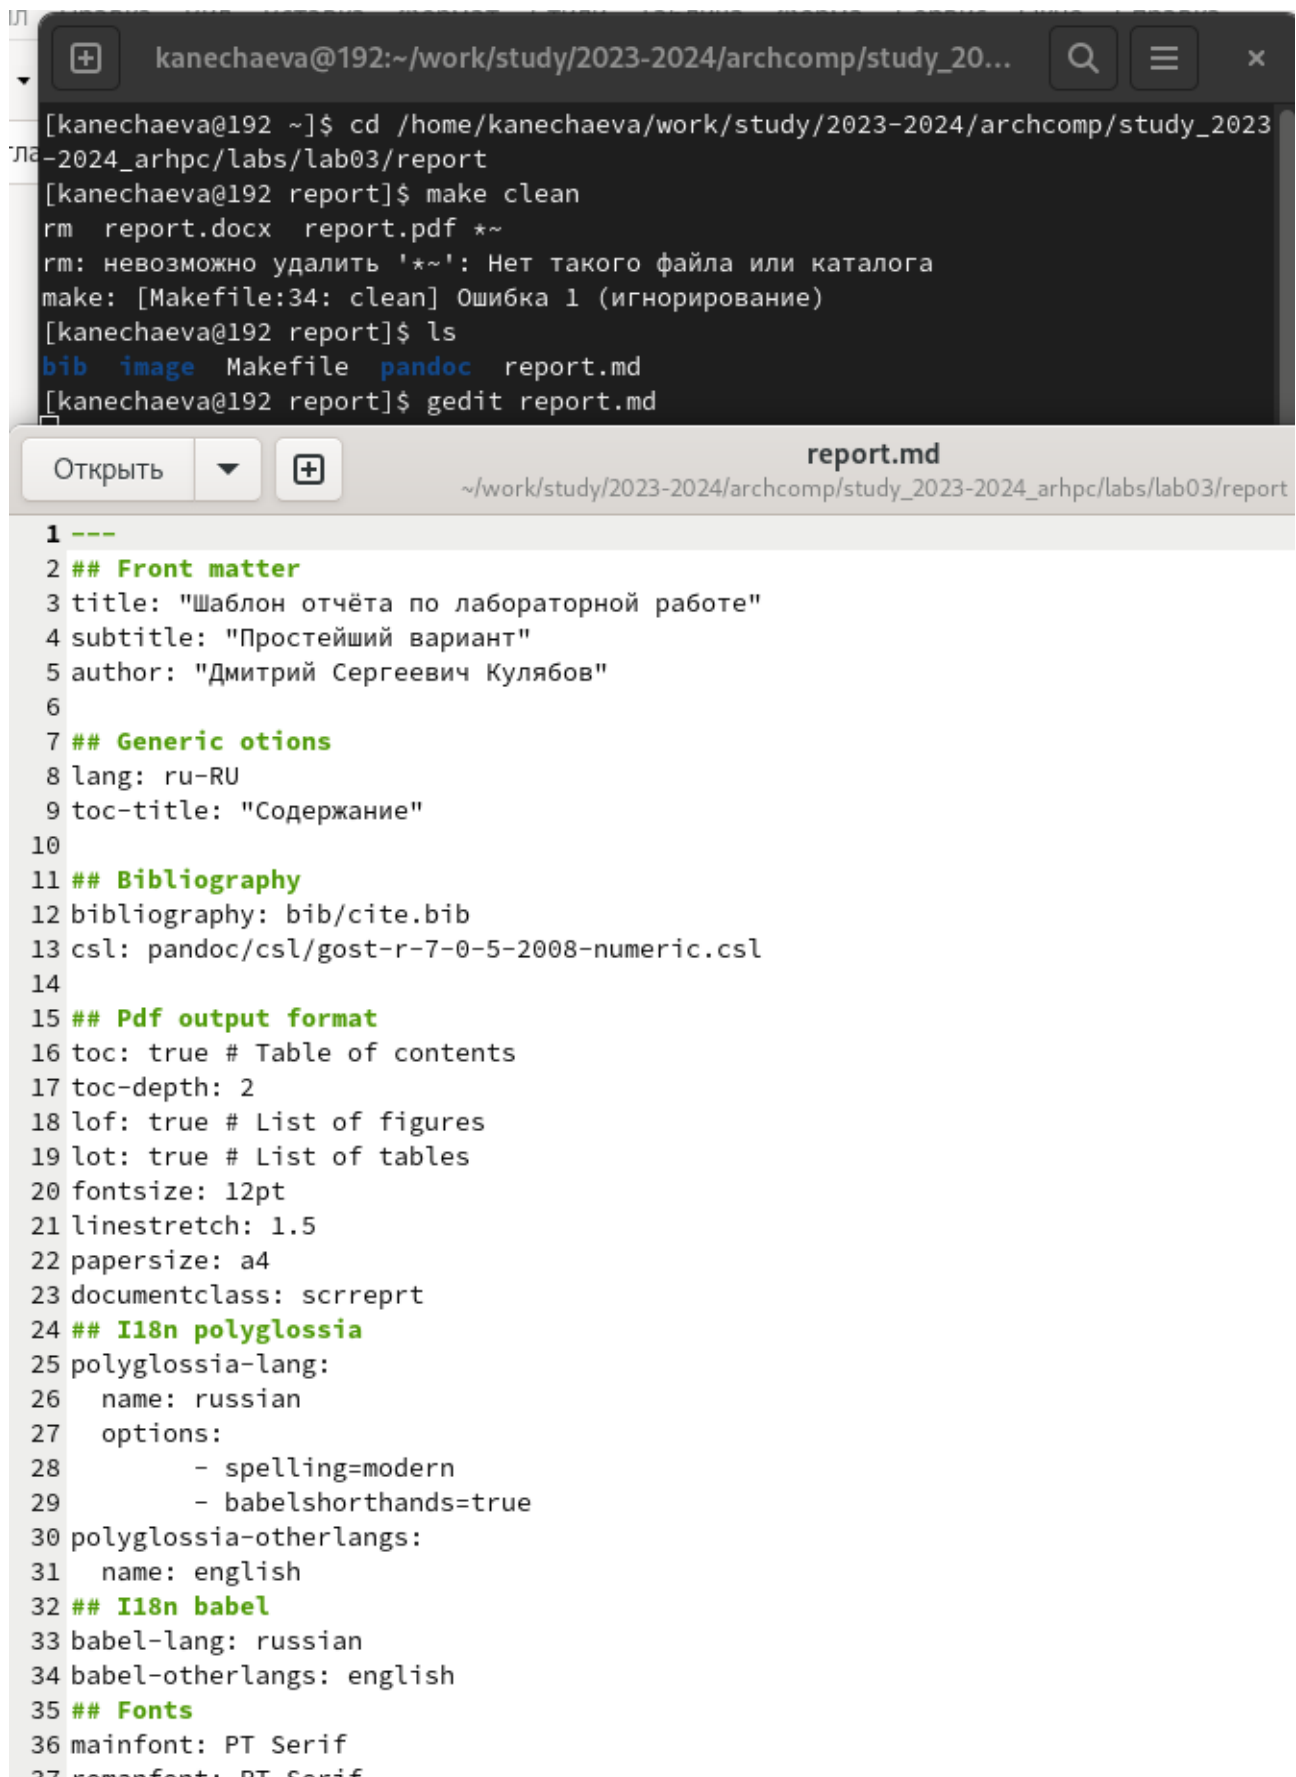 kanechaeva@192:~/work/study/2023-2024/archcomp/study_20...
[kanechaeva@192 ~]$ cd /home/kanechaeva/work/study/2023-2024/archcomp/study_2023
-2024_arhpc/labs/lab03/report
[kanechaeva@192 report]$ make clean
rm  report.docx  report.pdf *~
rm: невозможно удалить '*~': Нет такого файла или каталога
make: [Makefile:34: clean] Ошибка 1 (игнорирование)
[kanechaeva@192 report]$ ls
bib  image  Makefile  pandoc  report.md
[kanechaeva@192 report]$ gedit report.md
Открыть
report.md
~/work/study/2023-2024/archcomp/study_2023-2024_arhpc/labs/lab03/report
1 ---
2 ## Front matter
3 title: "Шаблон отчёта по лабораторной работе"
4 subtitle: "Простейший вариант"
5 author: "Дмитрий Сергеевич Кулябов"
6
7 ## Generic otions
8 lang: ru-RU
9 toc-title: "Содержание"
10
11 ## Bibliography
12 bibliography: bib/cite.bib
13 csl: pandoc/csl/gost-r-7-0-5-2008-numeric.csl
14
15 ## Pdf output format
16 toc: true # Table of contents
17 toc-depth: 2
18 lof: true # List of figures
19 lot: true # List of tables
20 fontsize: 12pt
21 linestretch: 1.5
22 papersize: a4
23 documentclass: scrreprt
24 ## I18n polyglossia
25 polyglossia-lang:
26   name: russian
27   options:
28         - spelling=modern
29         - babelshorthands=true
30 polyglossia-otherlangs:
31   name: english
32 ## I18n babel
33 babel-lang: russian
34 babel-otherlangs: english
35 ## Fonts
36 mainfont: PT Serif